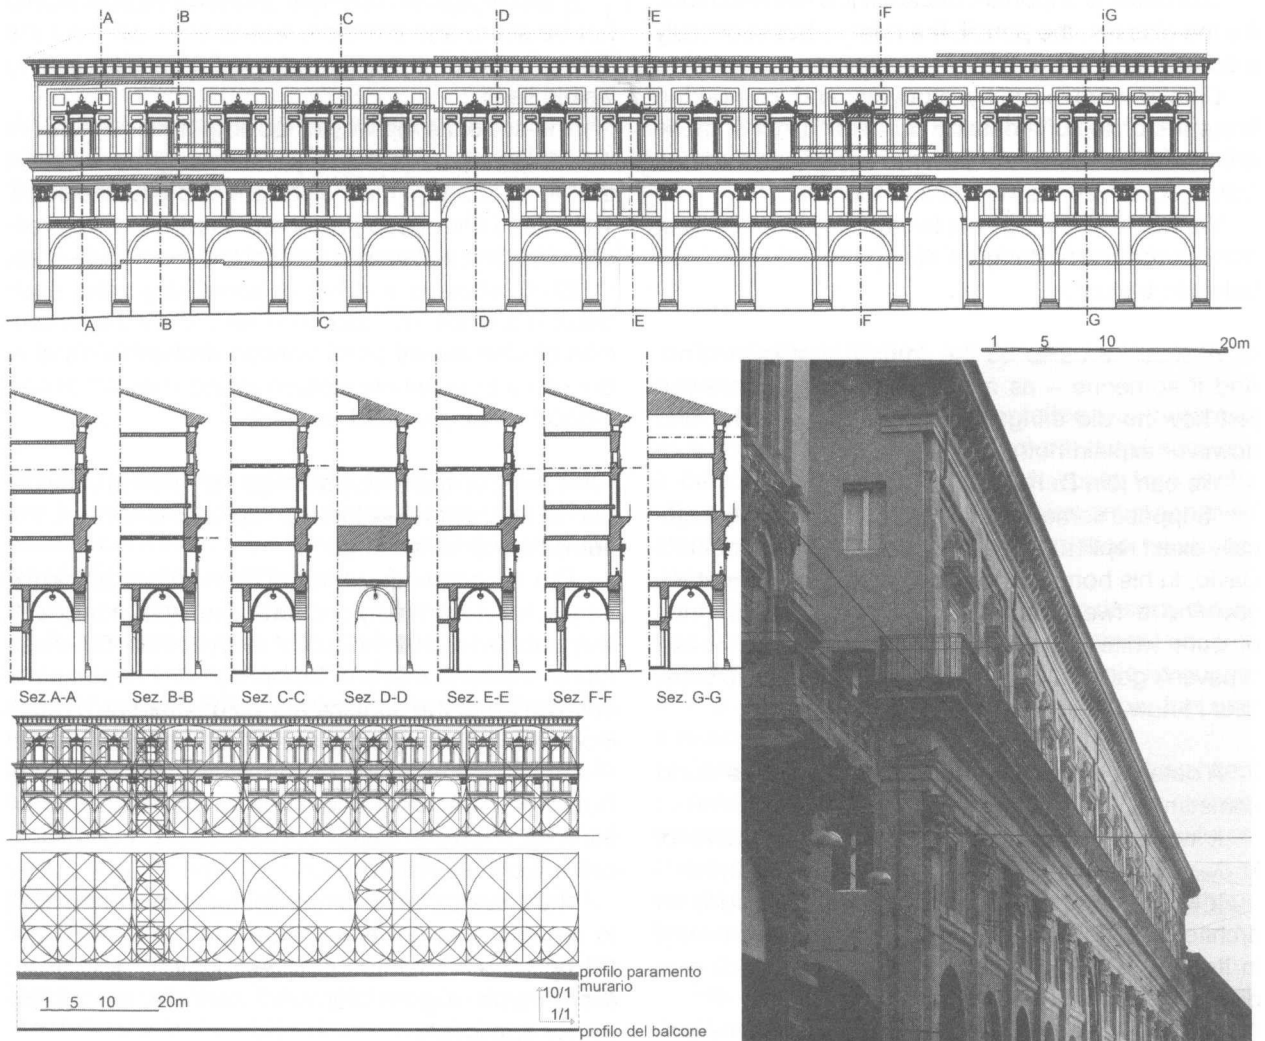 A B C D E F G
A B C D E F G
1 5 10 20m
Sez. A-A Sez. B-B Sez. C-C Sez. D-D Sez. E-E Sez. F-F Sez. G-G
profilo paramento
murario
10/1
1 5 10 20m
1/1
profilo del balcone